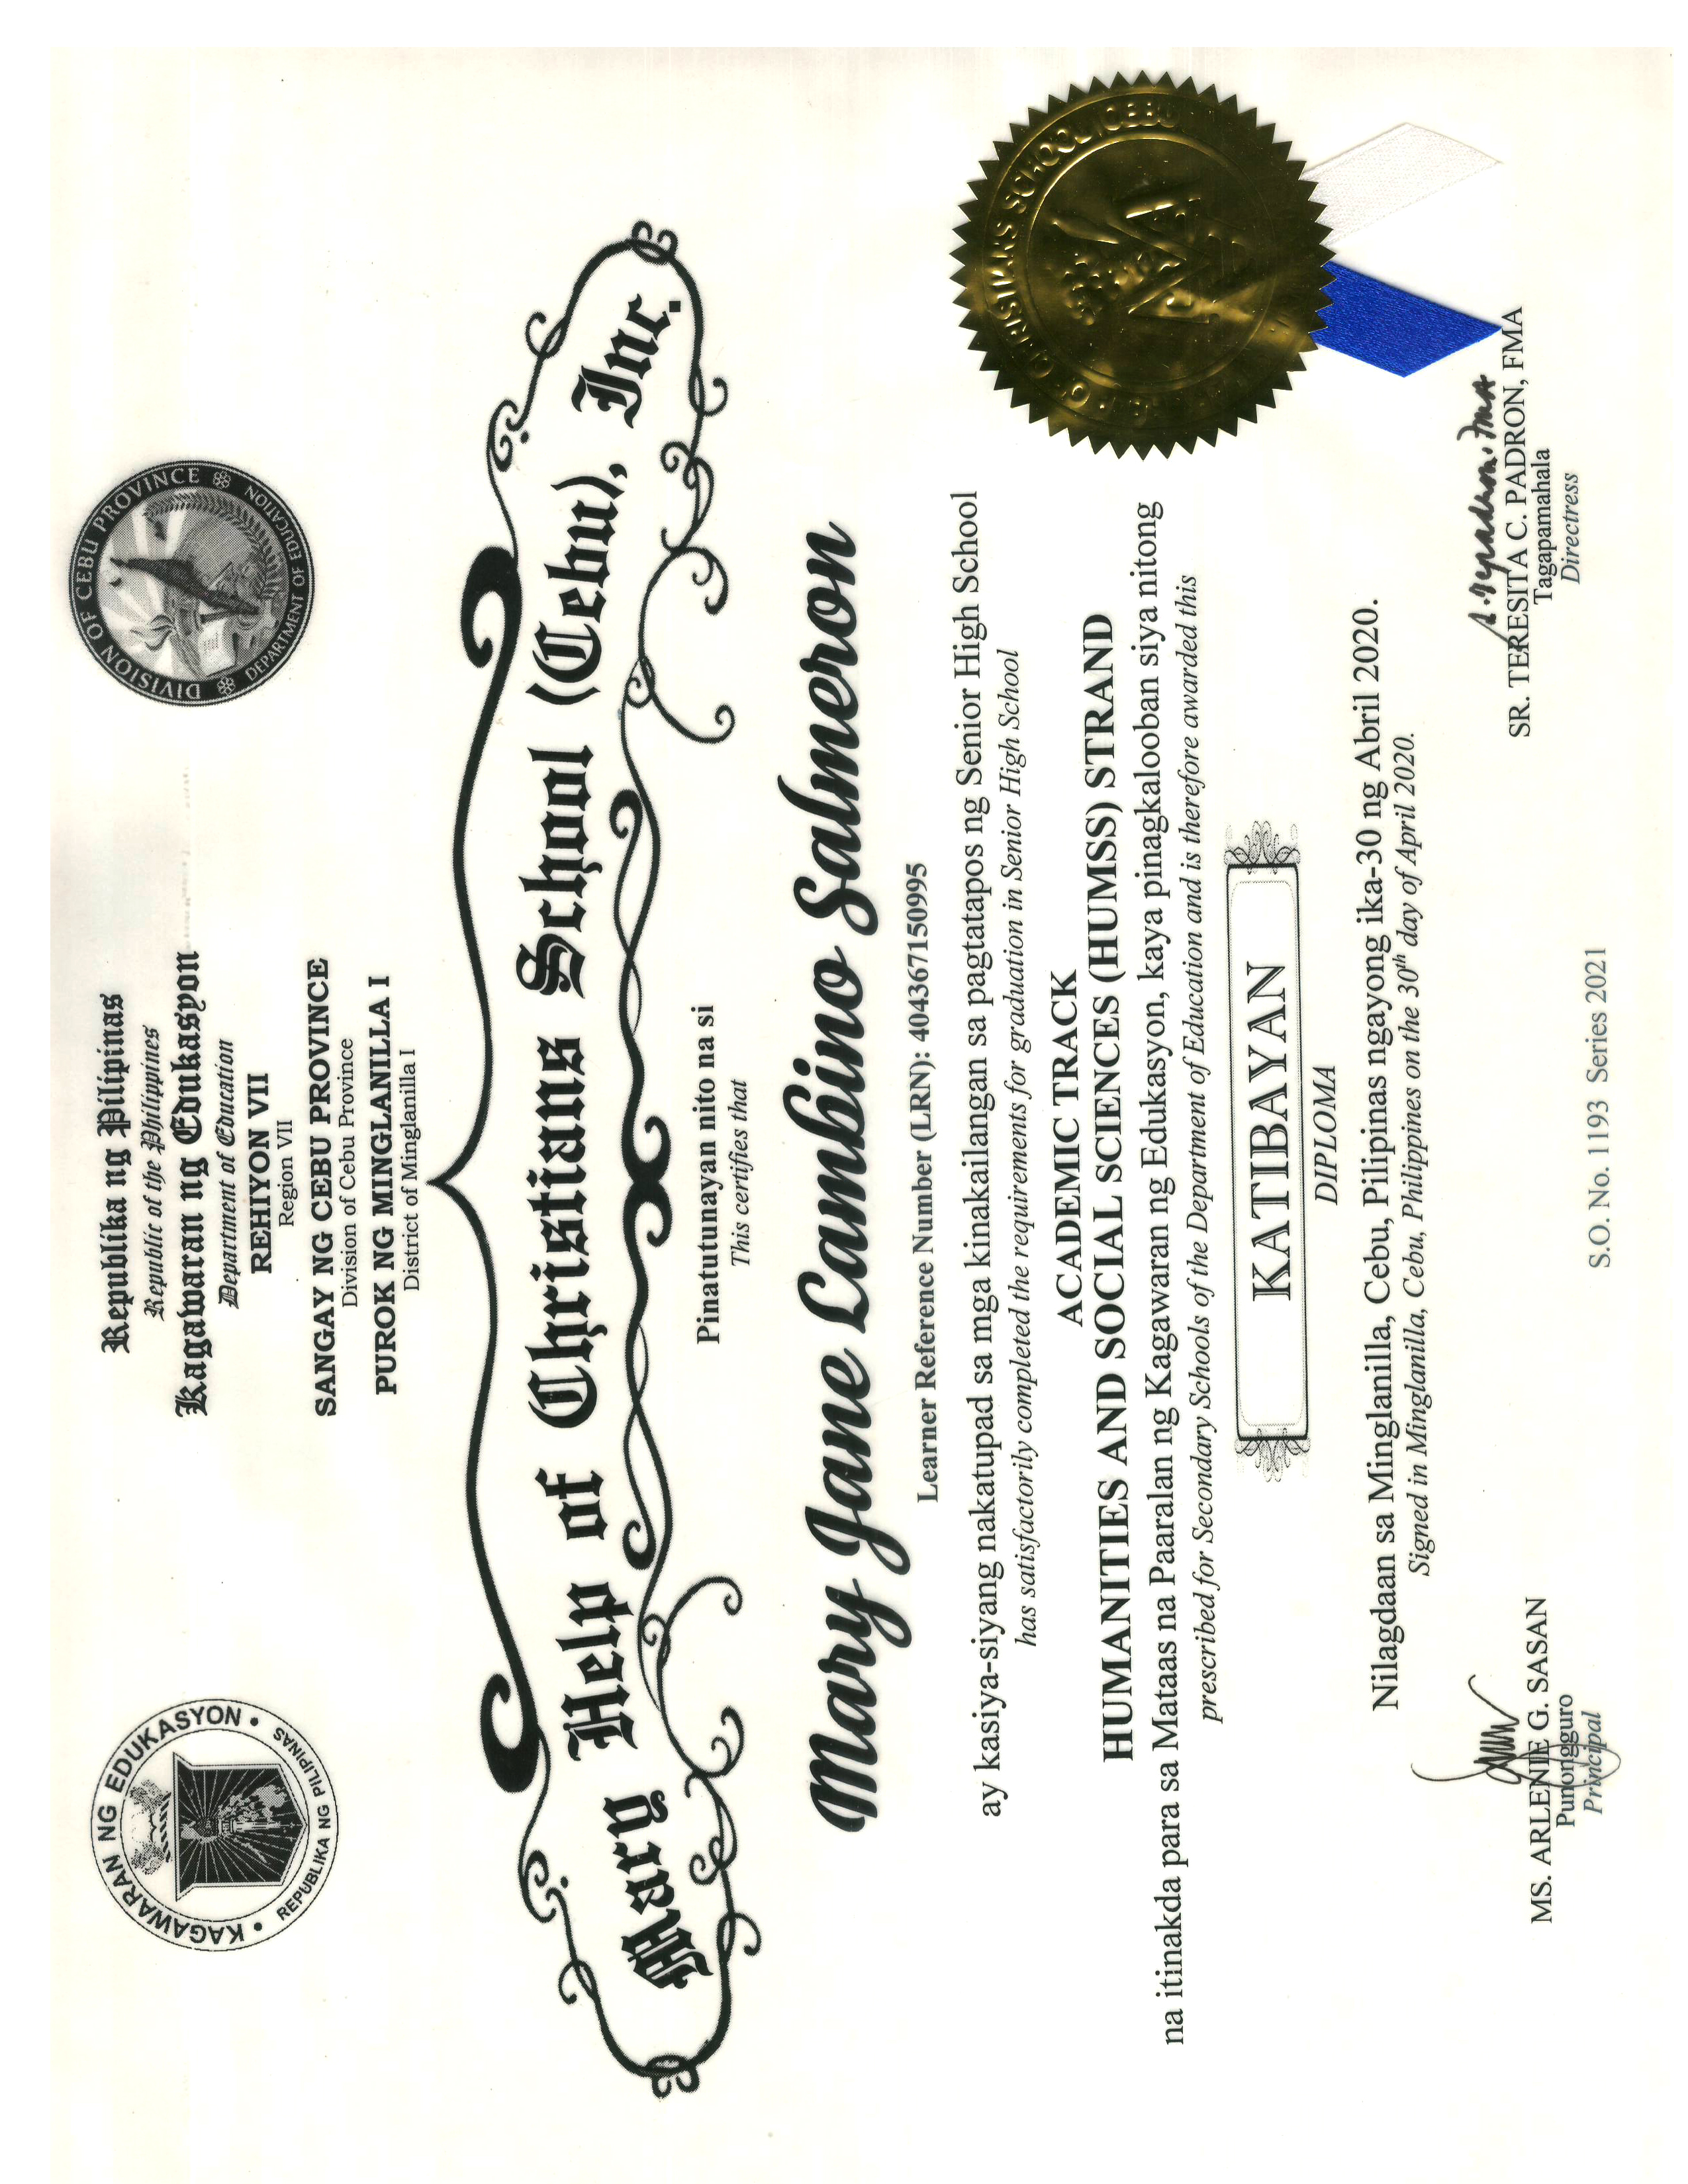 KAGAWARAN NG EDUKASYON
REPUBLIKA NG PILIPINAS
Republika ng Pilipinas
Republic of the Philippines
Kagawaran ng Edukasyon
Department of Education
REHIYON VII
Region VII
SANGAY NG CEBU PROVINCE
Division of Cebu Province
PUROK NG MINGLANILLA I
District of Minglanilla I
DIVISION OF CEBU PROVINCE
DEPARTMENT OF EDUCATION
Mary Help of Christians School (Cebu), Inc.
Pinatutunayan nito na si
This certifies that
Mary Jane Lambino Salmeron
Learner Reference Number (LRN): 404367150995
ay kasiya-siyang nakatupad sa mga kinakailangan sa pagtatapos ng Senior High School
has satisfactorily completed the requirements for graduation in Senior High School
ACADEMIC TRACK
HUMANITIES AND SOCIAL SCIENCES (HUMSS) STRAND
na itinakda para sa Mataas na Paaralan ng Kagawaran ng Edukasyon, kaya pinagkalooban siya nitong
prescribed for Secondary Schools of the Department of Education and is therefore awarded this
KATIBAYAN
DIPLOMA
Nilagdaan sa Minglanilla, Cebu, Pilipinas ngayong ika-30 ng Abril 2020.
Signed in Minglanilla, Cebu, Philippines on the 30th day of April 2020.
MS. ARLENE G. SASAN
Punongguro
Principal
SR. TERESITA C. PADRON, FMA
Tagapamahala
Directress
S.O. No. 1193 Series 2021
SCHOOL (CEBU)